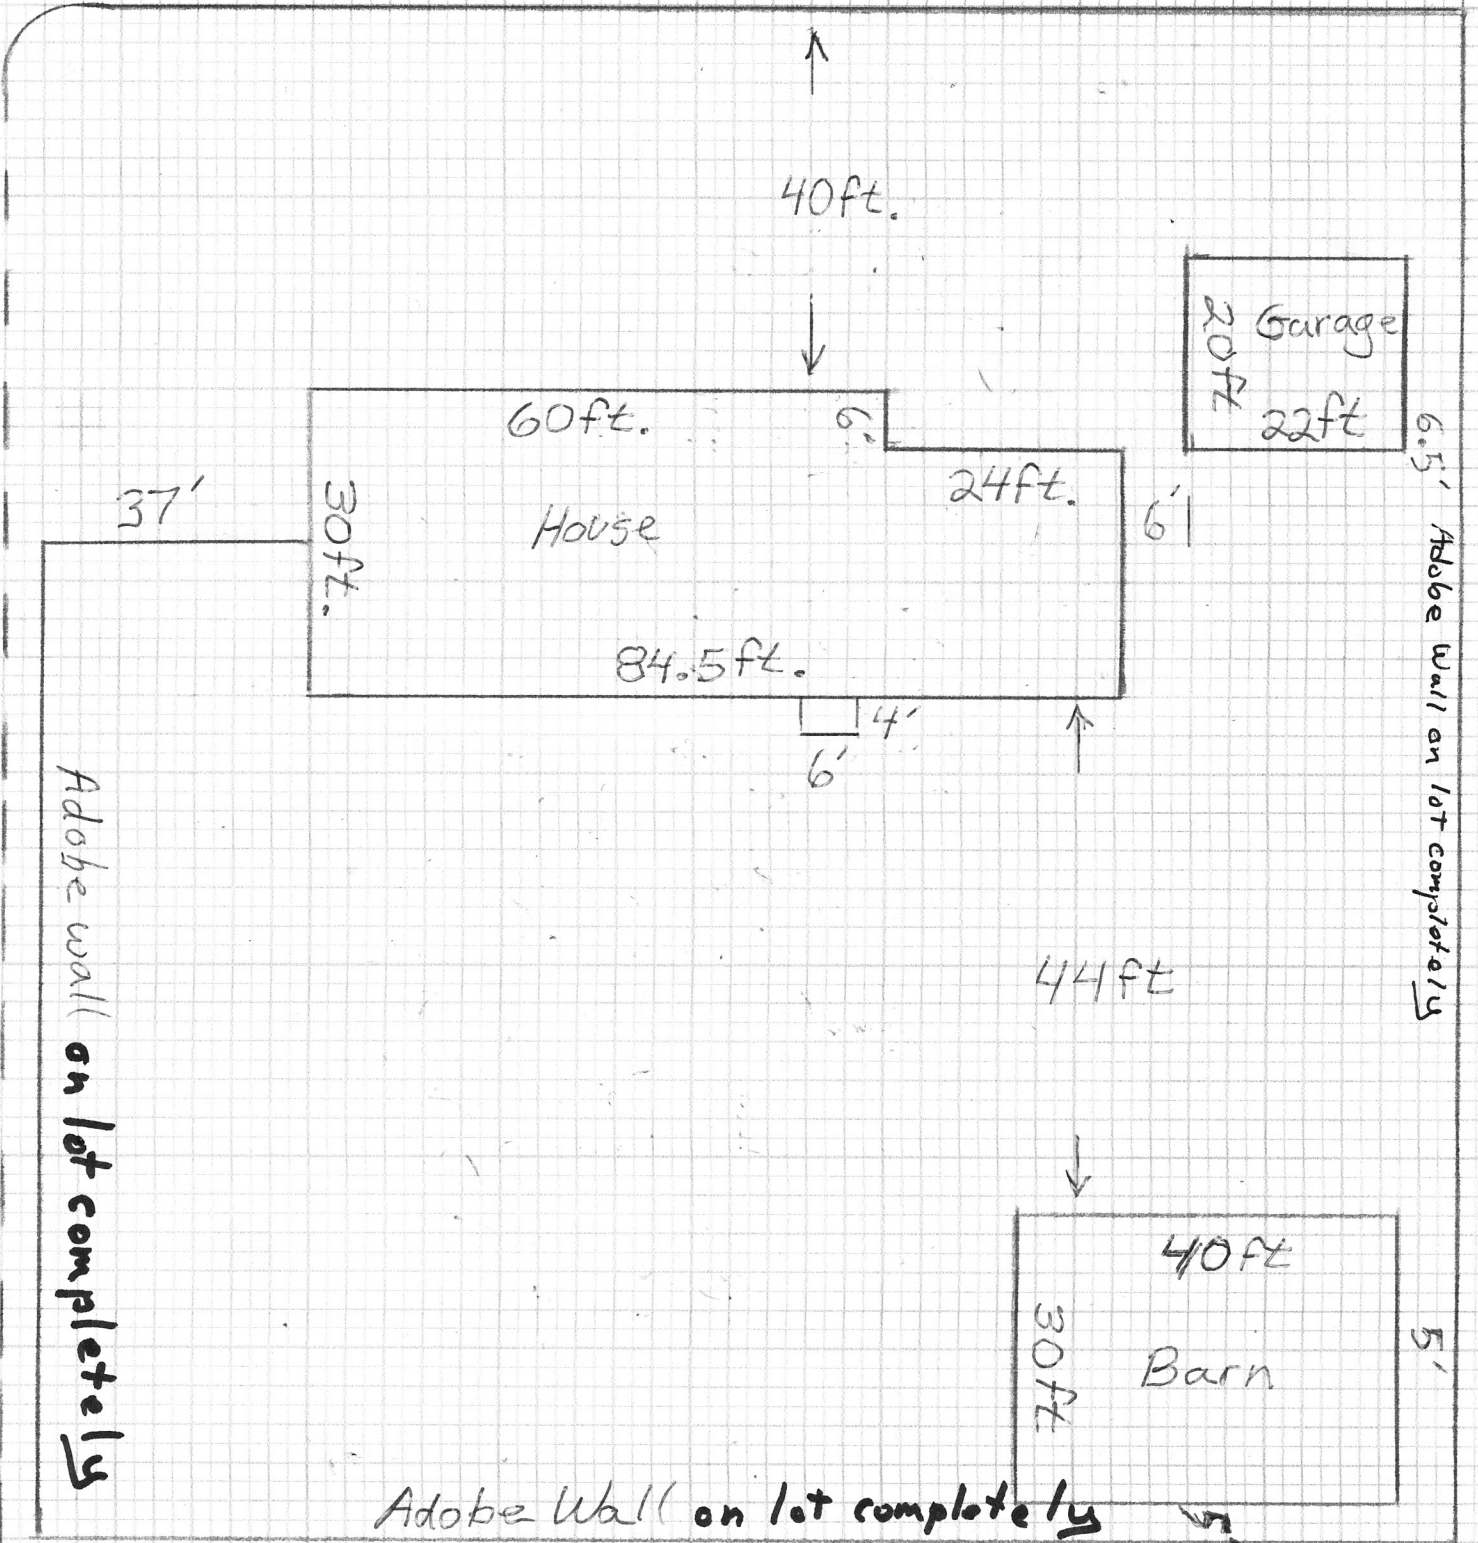 40ft.
Garage
20ft
22ft
6.5'
60ft.
6'
24ft.
37'
30ft.
House
6'
84.5ft.
4'
6'
Adobe Wall on lot completely
Adobe wall on lot completely
44ft
40ft
30ft
Barn
5'
Adobe Wall on lot completely